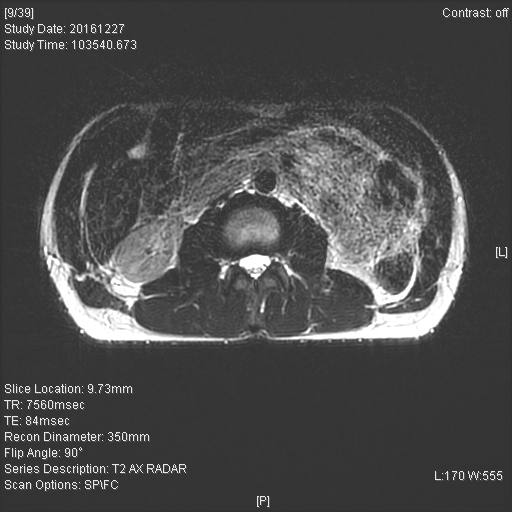 [9/39]
Contrast: off
Study Date: 20161227
Study Time: 103540.673
[L]
Slice Location: 9.73mm
TR: 7560msec
TE: 84msec
Recon Dinameter: 350mm
Flip Angle: 90°
Series Description: T2 AX RADAR
Scan Options: SP\FC
L:170 W:555
[P]